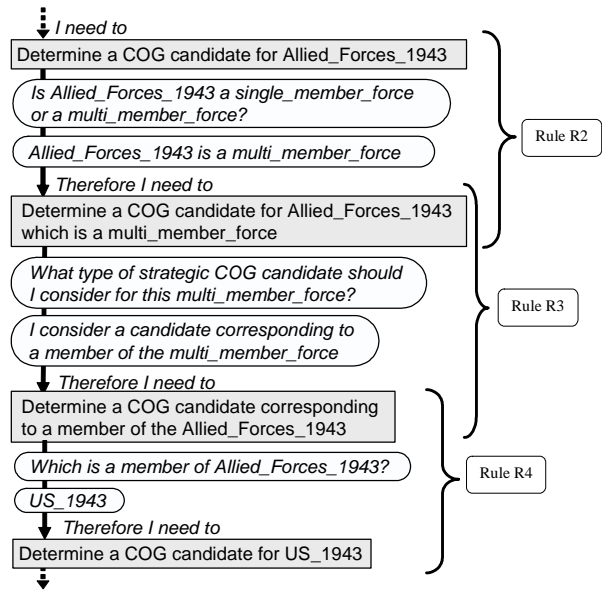 I need to
Determine a COG candidate for Allied_Forces_1943
Is Allied_Forces_1943 a single_member_force
or a multi_member_force?
Allied_Forces_1943 is a multi_member_force
Rule R2
Therefore I need to
Determine a COG candidate for Allied_Forces_1943
which is a multi_member_force
What type of strategic COG candidate should
I consider for this multi_member_force?
Rule R3
I consider a candidate corresponding to
a member of the multi_member_force
Therefore I need to
Determine a COG candidate corresponding
to a member of the Allied_Forces_1943
Which is a member of Allied_Forces_1943?
Rule R4
US_1943
Therefore I need to
Determine a COG candidate for US_1943